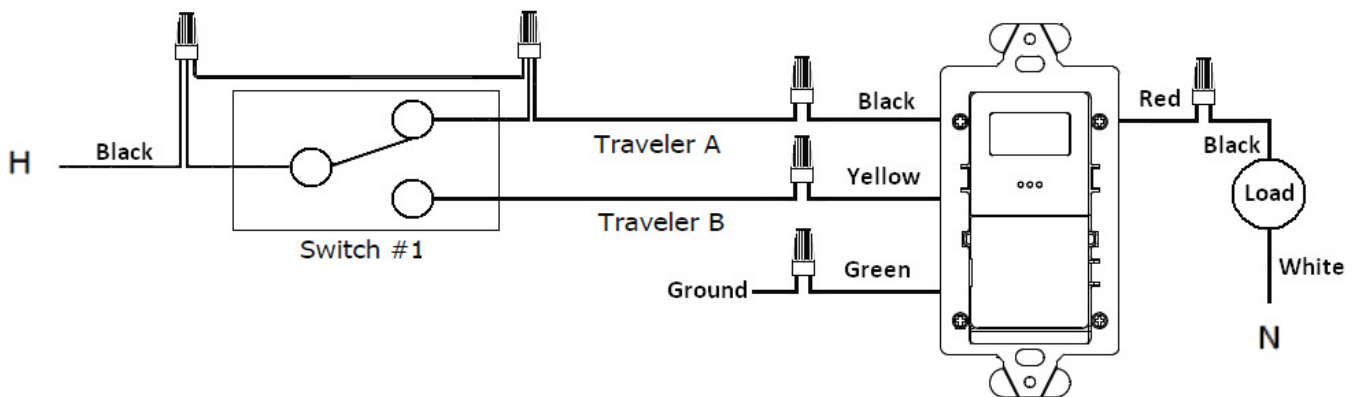 H
Black
Switch #1
Traveler A
Traveler B
Black
Yellow
Ground
Green
Red
Black
Load
White
N